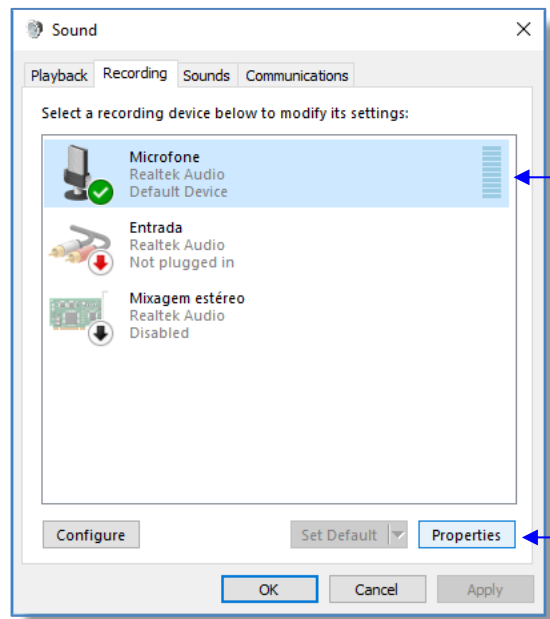 Sound
Playback Recording Sounds Communications
Select a recording device below to modify its settings:
Microfone
Realtek Audio
Default Device
Entrada
Realtek Audio
Not plugged in
Mixagem estéreo
Realtek Audio
Disabled
Configure Set Default Properties
OK Cancel Apply